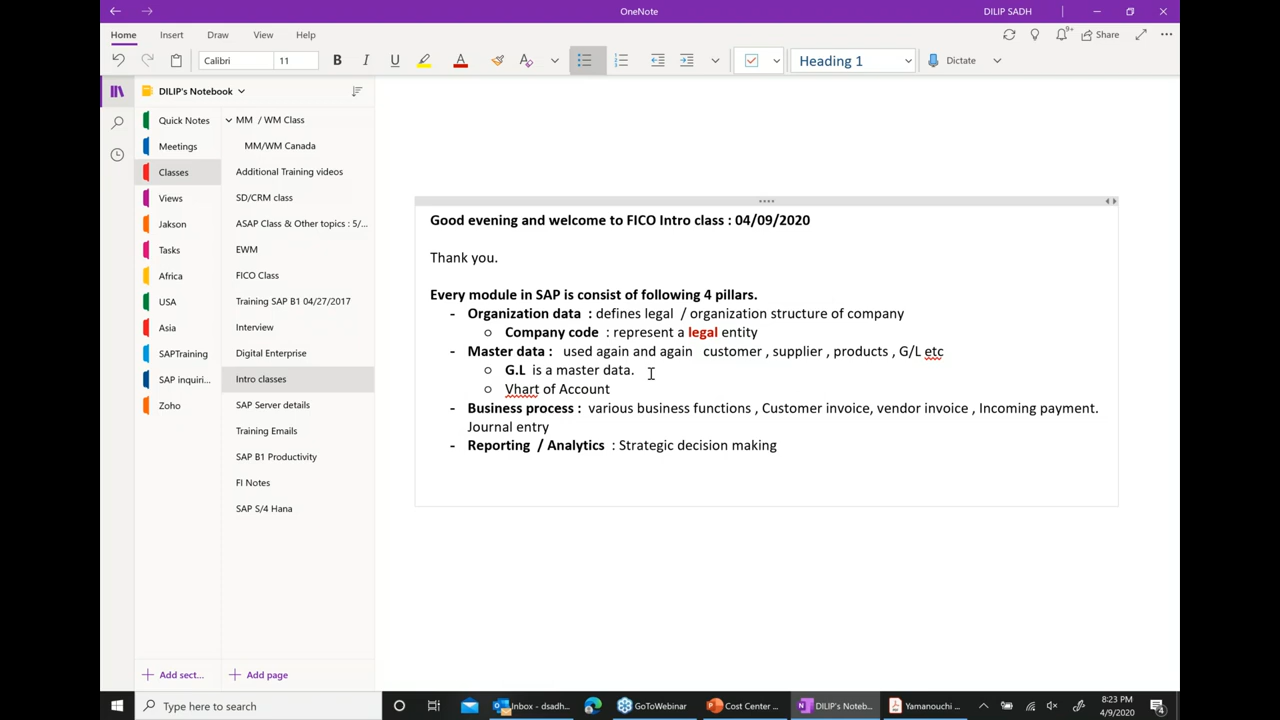 OneNote
DILIP SADH
Home Insert Draw View Help
9+ Share
Calibri 11 B I U A Heading 1 Dictate
DILIP's Notebook
Quick Notes
Meetings
Classes
Views
Jakson
Tasks
Africa
USA
Asia
SAPTraining
SAP inquiri...
Zoho
Add sect...
MM / WM Class
MM/WM Canada
Additional Training videos
SD/CRM class
ASAP Class & Other topics : 5/...
EWM
FICO Class
Training SAP B1 04/27/2017
Interview
Digital Enterprise
Intro classes
SAP Server details
Training Emails
SAP B1 Productivity
FI Notes
SAP S/4 Hana
Add page
Good evening and welcome to FICO Intro class : 04/09/2020
Thank you.
Every module in SAP is consist of following 4 pillars.
- Organization data : defines legal / organization structure of company
o Company code : represent a legal entity
- Master data : used again and again customer , supplier , products , G/L etc
o G.L is a master data.
o Vhart of Account
- Business process : various business functions , Customer invoice, vendor invoice , Incoming payment.
Journal entry
- Reporting / Analytics : Strategic decision making
Type here to search
Inbox - dsadh...
GoToWebinar
Cost Center ...
DILIP's Noteb...
Yamanouchi ...
8:23 PM
4/9/2020
4